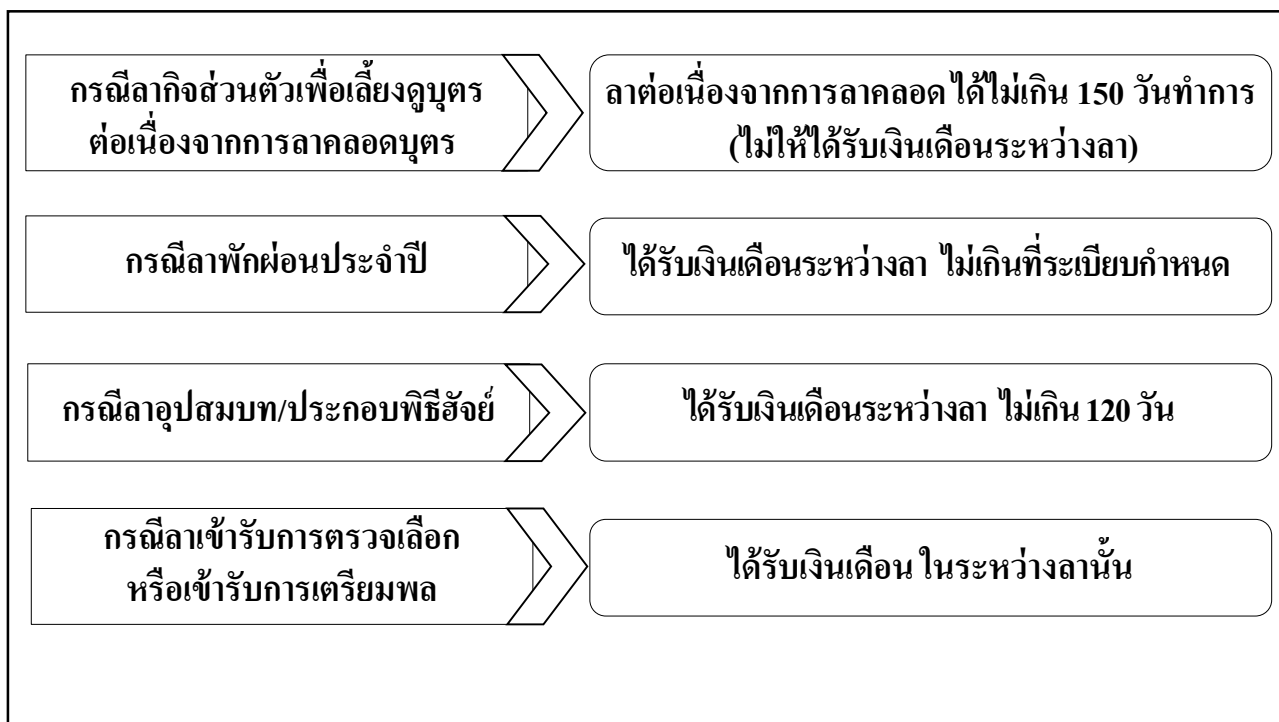 กรณีลากิจส่วนตัวเพื่อเลี้ยงดูบุตร
ต่อเนื่องจากการลาคลอดบุตร
ลาต่อเนื่องจากการลาคลอดได้ไม่เกิน 150 วันทำการ
(ไม่ให้ได้รับเงินเดือนระหว่างลา)
กรณีลาพักผ่อนประจำปี
ได้รับเงินเดือนระหว่างลา ไม่เกินที่ระเบียบกำหนด
กรณีลาอุปสมบท/ประกอบพิธีฮัจย์
ได้รับเงินเดือนระหว่างลา ไม่เกิน 120 วัน
กรณีลาเข้ารับการตรวจเลือก
หรือเข้ารับการเตรียมพล
ได้รับเงินเดือน ในระหว่างลานั้น